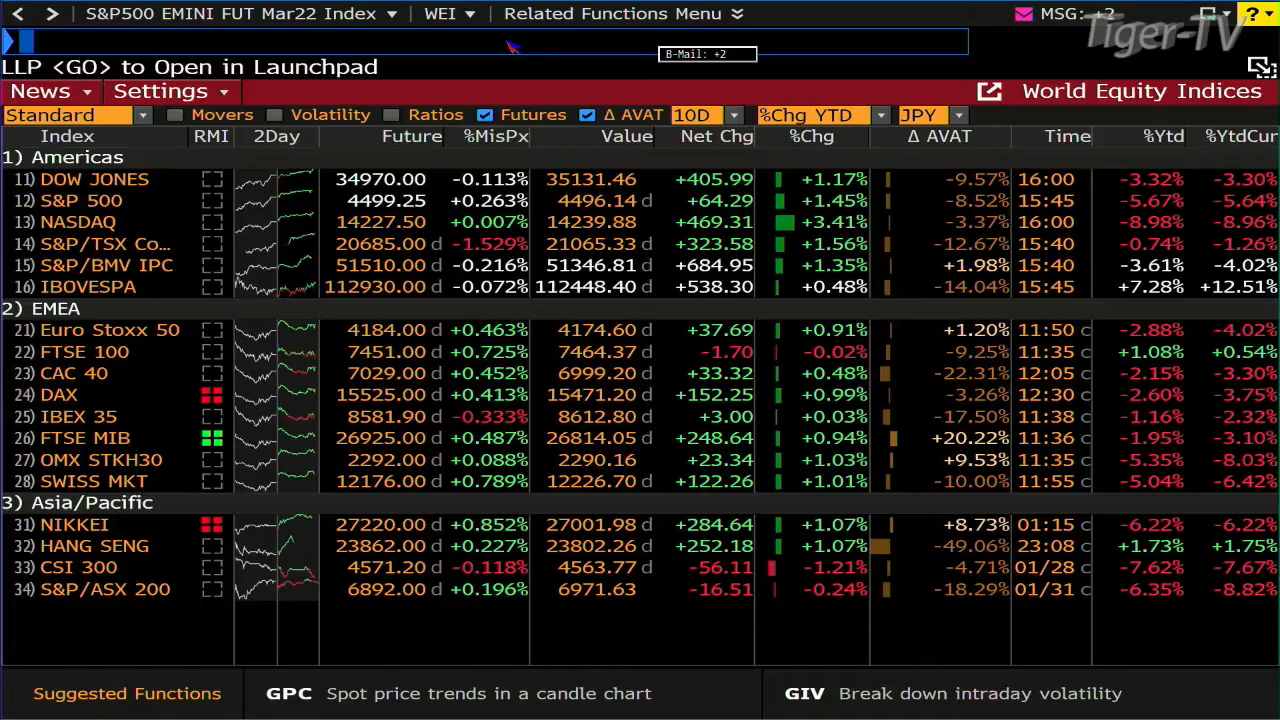 < > S&P500 EMINI FUT Mar22 Index WEI Related Functions Menu MSG: +2 ?
Tiger-TV
B-Mail: +2
LLP <GO> to Open in Launchpad
News Settings World Equity Indices
Standard Movers Volatility Ratios Futures Δ AVAT 10D %Chg YTD JPY
Index RMI 2Day Future %MisPx Value Net Chg %Chg Δ AVAT Time %Ytd %YtdCur
1) Americas
11) DOW JONES 34970.00 -0.113% 35131.46 +405.99 +1.17% -9.57% 16:00 -3.32% -3.30%
12) S&P 500 4499.25 +0.263% 4496.14 d +64.29 +1.45% -8.52% 15:45 -5.67% -5.64%
13) NASDAQ 14227.50 +0.007% 14239.88 +469.31 +3.41% -3.37% 16:00 -8.98% -8.96%
14) S&P/TSX Co... 20685.00 d -1.529% 21065.33 d +323.58 +1.56% -12.67% 15:40 -0.74% -1.26%
15) S&P/BMV IPC 51510.00 d -0.216% 51346.81 d +684.95 +1.35% +1.98% 15:40 -3.61% -4.02%
16) IBOVESPA 112930.00 d -0.072% 112448.40 d +538.30 +0.48% -14.04% 15:45 +7.28% +12.51%
2) EMEA
21) Euro Stoxx 50 4184.00 d +0.463% 4174.60 d +37.69 +0.91% +1.20% 11:50 c -2.88% -4.02%
22) FTSE 100 7451.00 d +0.725% 7464.37 d -1.70 -0.02% -9.25% 11:35 c +1.08% +0.54%
23) CAC 40 7029.00 d +0.452% 6999.20 d +33.32 +0.48% -22.31% 12:05 c -2.15% -3.30%
24) DAX 15525.00 d +0.413% 15471.20 d +152.25 +0.99% -3.26% 12:30 c -2.60% -3.75%
25) IBEX 35 8581.90 d -0.333% 8612.80 d +3.00 +0.03% -17.50% 11:38 c -1.16% -2.32%
26) FTSE MIB 26925.00 d +0.487% 26814.05 d +248.64 +0.94% +20.22% 11:36 c -1.95% -3.10%
27) OMX STKH30 2292.00 d +0.088% 2290.16 +23.34 +1.03% +9.53% 11:35 c -5.35% -8.03%
28) SWISS MKT 12176.00 d +0.789% 12226.70 d +122.26 +1.01% -10.00% 11:55 c -5.04% -6.42%
3) Asia/Pacific
31) NIKKEI 27220.00 d +0.852% 27001.98 d +284.64 +1.07% +8.73% 01:15 c -6.22% -6.22%
32) HANG SENG 23862.00 d +0.227% 23802.26 d +252.18 +1.07% -49.06% 23:08 c +1.73% +1.75%
33) CSI 300 4571.20 d -0.118% 4563.77 d -56.11 -1.21% -4.71% 01/28 c -7.62% -7.67%
34) S&P/ASX 200 6892.00 d +0.196% 6971.63 -16.51 -0.24% -18.29% 01/31 c -6.35% -8.82%
Suggested Functions GPC Spot price trends in a candle chart GIV Break down intraday volatility